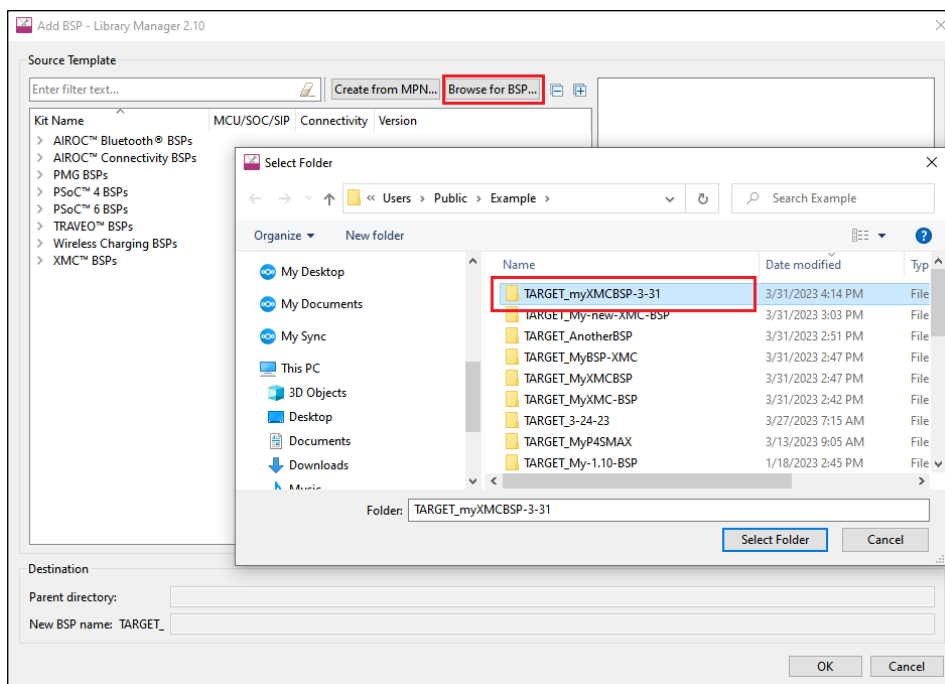 Add BSP - Library Manager 2.10
Source Template
Enter filter text...
Create from MPN... Browse for BSP...
Kit Name MCU/SOC/SIP Connectivity Version
AIROC™ Bluetooth® BSPs
AIROC™ Connectivity BSPs
PMG BSPs
PSoC™ 4 BSPs
PSoC™ 6 BSPs
TRAVEO™ BSPs
Wireless Charging BSPs
XMC™ BSPs
Select Folder
« Users › Public › Example ›
Search Example
Organize New folder
My Desktop
My Documents
My Sync
This PC
3D Objects
Desktop
Documents
Downloads
Music
Name Date modified Typ
TARGET_myXMCBSP-3-31 3/31/2023 4:14 PM File
TARGET_My-new-XMC-BSP 3/31/2023 3:03 PM File
TARGET_AnotherBSP 3/31/2023 2:51 PM File
TARGET_MyBSP-XMC 3/31/2023 2:47 PM File
TARGET_MyXMCBSP 3/31/2023 2:47 PM File
TARGET_MyXMC-BSP 3/31/2023 2:42 PM File
TARGET_3-24-23 3/27/2023 7:15 AM File
TARGET_MyP4SMAX 3/13/2023 9:05 AM File
TARGET_My-1.10-BSP 1/18/2023 2:45 PM File
Folder: TARGET_myXMCBSP-3-31
Select Folder Cancel
Destination
Parent directory:
New BSP name: TARGET_
OK Cancel